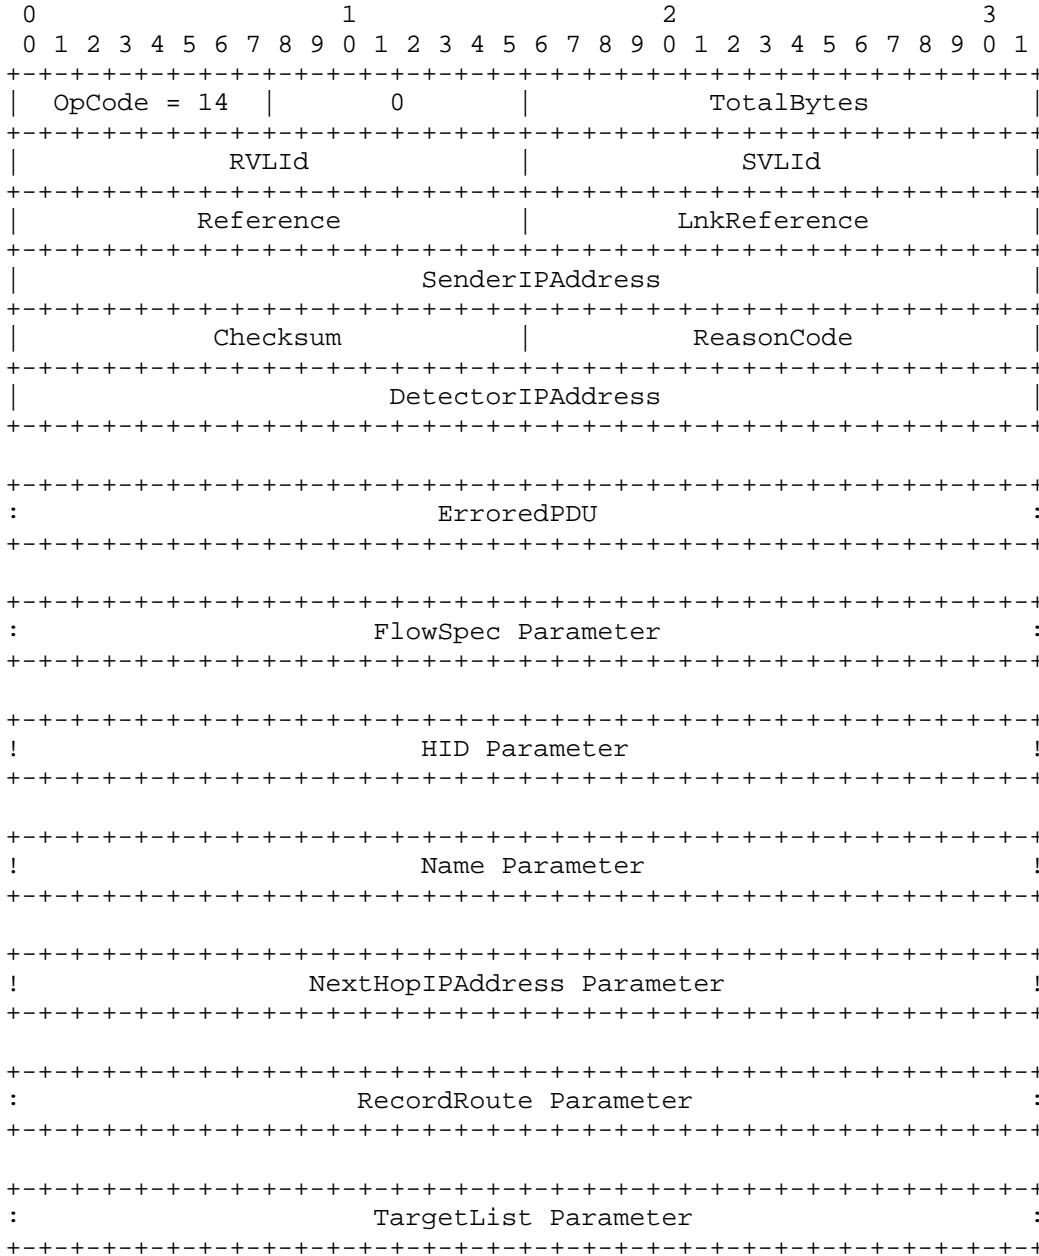 0                   1                   2                   3
 0 1 2 3 4 5 6 7 8 9 0 1 2 3 4 5 6 7 8 9 0 1 2 3 4 5 6 7 8 9 0 1
+-+-+-+-+-+-+-+-+-+-+-+-+-+-+-+-+-+-+-+-+-+-+-+-+-+-+-+-+-+-+-+-+
|  OpCode = 14  |       0       |           TotalBytes          |
+-+-+-+-+-+-+-+-+-+-+-+-+-+-+-+-+-+-+-+-+-+-+-+-+-+-+-+-+-+-+-+-+
|             RVLId             |             SVLId             |
+-+-+-+-+-+-+-+-+-+-+-+-+-+-+-+-+-+-+-+-+-+-+-+-+-+-+-+-+-+-+-+-+
|           Reference           |         LnkReference          |
+-+-+-+-+-+-+-+-+-+-+-+-+-+-+-+-+-+-+-+-+-+-+-+-+-+-+-+-+-+-+-+-+
|                         SenderIPAddress                       |
+-+-+-+-+-+-+-+-+-+-+-+-+-+-+-+-+-+-+-+-+-+-+-+-+-+-+-+-+-+-+-+-+
|            Checksum           |          ReasonCode           |
+-+-+-+-+-+-+-+-+-+-+-+-+-+-+-+-+-+-+-+-+-+-+-+-+-+-+-+-+-+-+-+-+
|                       DetectorIPAddress                       |
+-+-+-+-+-+-+-+-+-+-+-+-+-+-+-+-+-+-+-+-+-+-+-+-+-+-+-+-+-+-+-+-+

+-+-+-+-+-+-+-+-+-+-+-+-+-+-+-+-+-+-+-+-+-+-+-+-+-+-+-+-+-+-+-+-+
:                          ErroredPDU                           :
+-+-+-+-+-+-+-+-+-+-+-+-+-+-+-+-+-+-+-+-+-+-+-+-+-+-+-+-+-+-+-+-+

+-+-+-+-+-+-+-+-+-+-+-+-+-+-+-+-+-+-+-+-+-+-+-+-+-+-+-+-+-+-+-+-+
:                      FlowSpec Parameter                       :
+-+-+-+-+-+-+-+-+-+-+-+-+-+-+-+-+-+-+-+-+-+-+-+-+-+-+-+-+-+-+-+-+

+-+-+-+-+-+-+-+-+-+-+-+-+-+-+-+-+-+-+-+-+-+-+-+-+-+-+-+-+-+-+-+-+
!                         HID Parameter                         !
+-+-+-+-+-+-+-+-+-+-+-+-+-+-+-+-+-+-+-+-+-+-+-+-+-+-+-+-+-+-+-+-+

+-+-+-+-+-+-+-+-+-+-+-+-+-+-+-+-+-+-+-+-+-+-+-+-+-+-+-+-+-+-+-+-+
!                         Name Parameter                        !
+-+-+-+-+-+-+-+-+-+-+-+-+-+-+-+-+-+-+-+-+-+-+-+-+-+-+-+-+-+-+-+-+

+-+-+-+-+-+-+-+-+-+-+-+-+-+-+-+-+-+-+-+-+-+-+-+-+-+-+-+-+-+-+-+-+
!                  NextHopIPAddress Parameter                   !
+-+-+-+-+-+-+-+-+-+-+-+-+-+-+-+-+-+-+-+-+-+-+-+-+-+-+-+-+-+-+-+-+

+-+-+-+-+-+-+-+-+-+-+-+-+-+-+-+-+-+-+-+-+-+-+-+-+-+-+-+-+-+-+-+-+
:                     RecordRoute Parameter                     :
+-+-+-+-+-+-+-+-+-+-+-+-+-+-+-+-+-+-+-+-+-+-+-+-+-+-+-+-+-+-+-+-+

+-+-+-+-+-+-+-+-+-+-+-+-+-+-+-+-+-+-+-+-+-+-+-+-+-+-+-+-+-+-+-+-+
:                      TargetList Parameter                     :
+-+-+-+-+-+-+-+-+-+-+-+-+-+-+-+-+-+-+-+-+-+-+-+-+-+-+-+-+-+-+-+-+